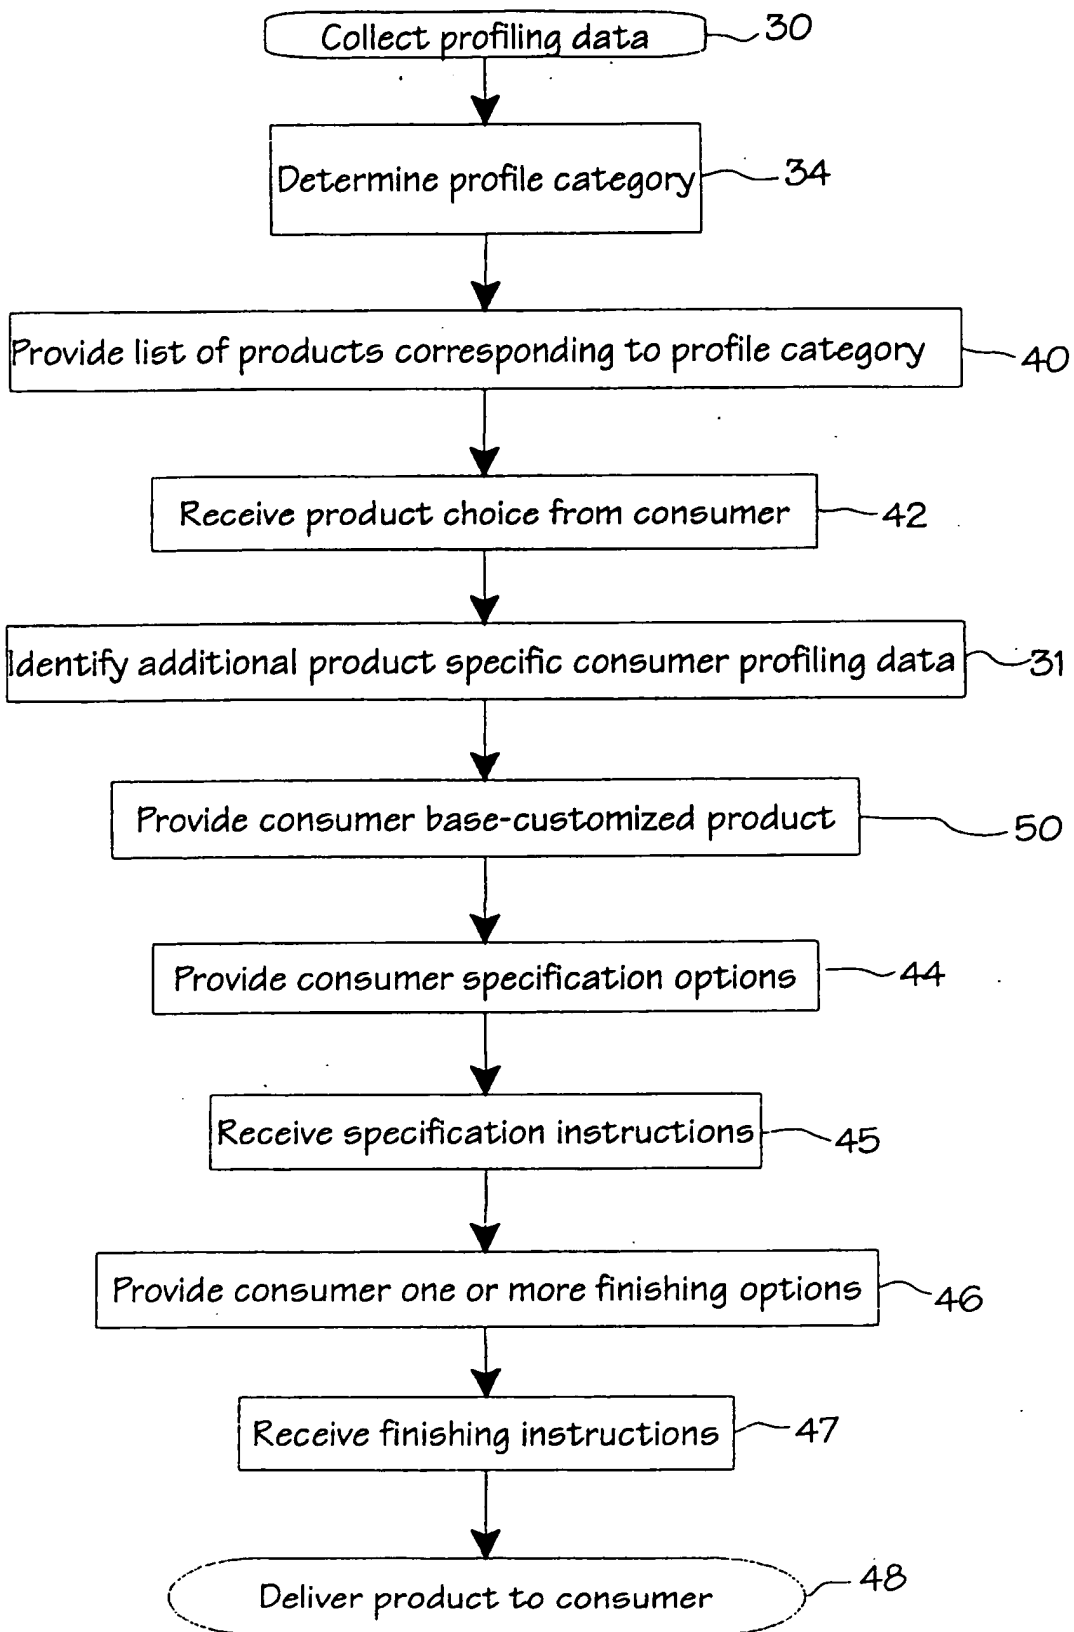 Collect profiling data 30
Determine profile category 34
Provide list of products corresponding to profile category 40
Receive product choice from consumer 42
Identify additional product specific consumer profiling data 31
Provide consumer base-customized product 50
Provide consumer specification options 44
Receive specification instructions 45
Provide consumer one or more finishing options 46
Receive finishing instructions 47
Deliver product to consumer 48